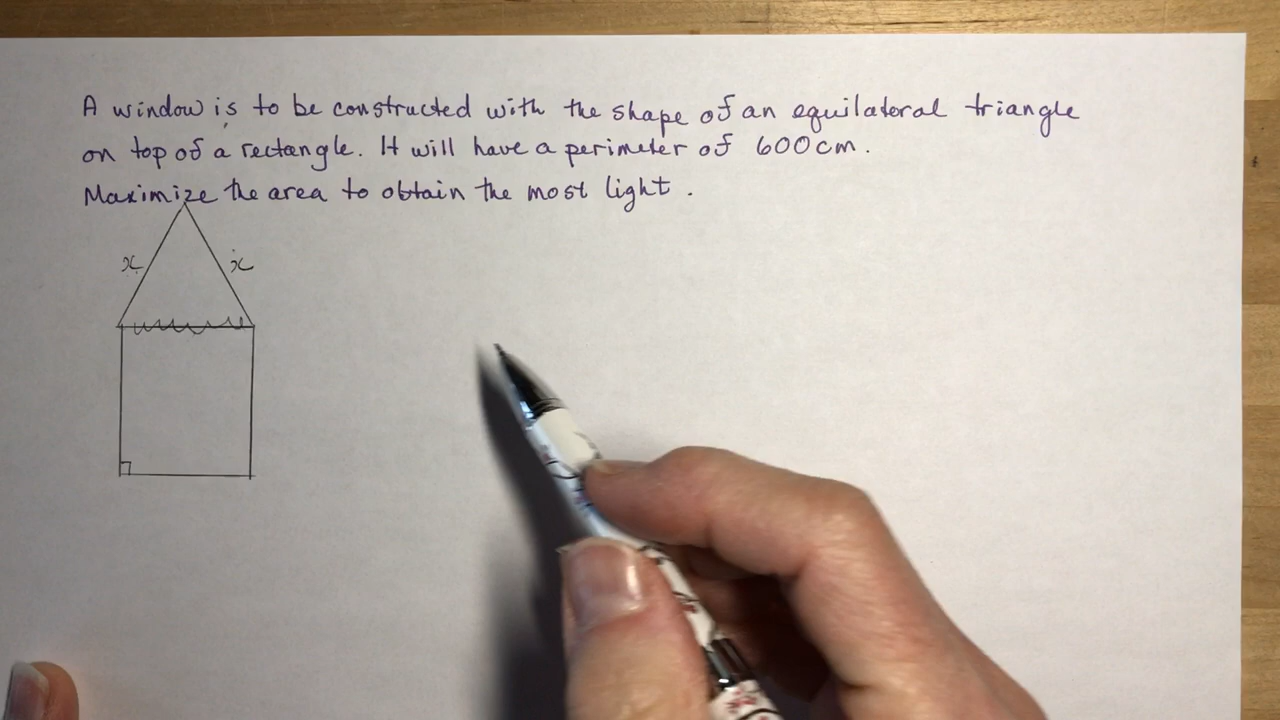 A window is to be constructed with the shape of an equilateral triangle
on top of a rectangle. It will have a perimeter of 600cm.
Maximize the area to obtain the most light.
x x